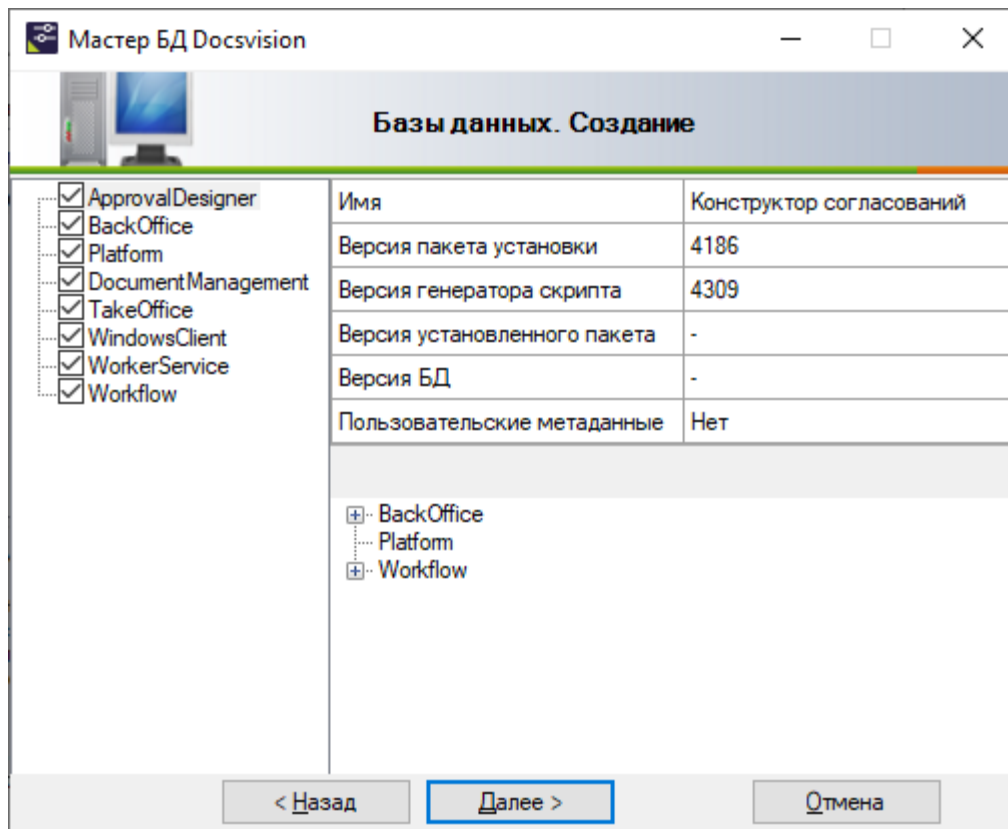 Мастер БД Docsvision
Базы данных. Создание
ApprovalDesigner
BackOffice
Platform
DocumentManagement
TakeOffice
WindowsClient
WorkerService
Workflow
Имя Конструктор согласований
Версия пакета установки 4186
Версия генератора скрипта 4309
Версия установленного пакета -
Версия БД -
Пользовательские метаданные Нет
BackOffice
Platform
Workflow
< Назад Далее > Отмена